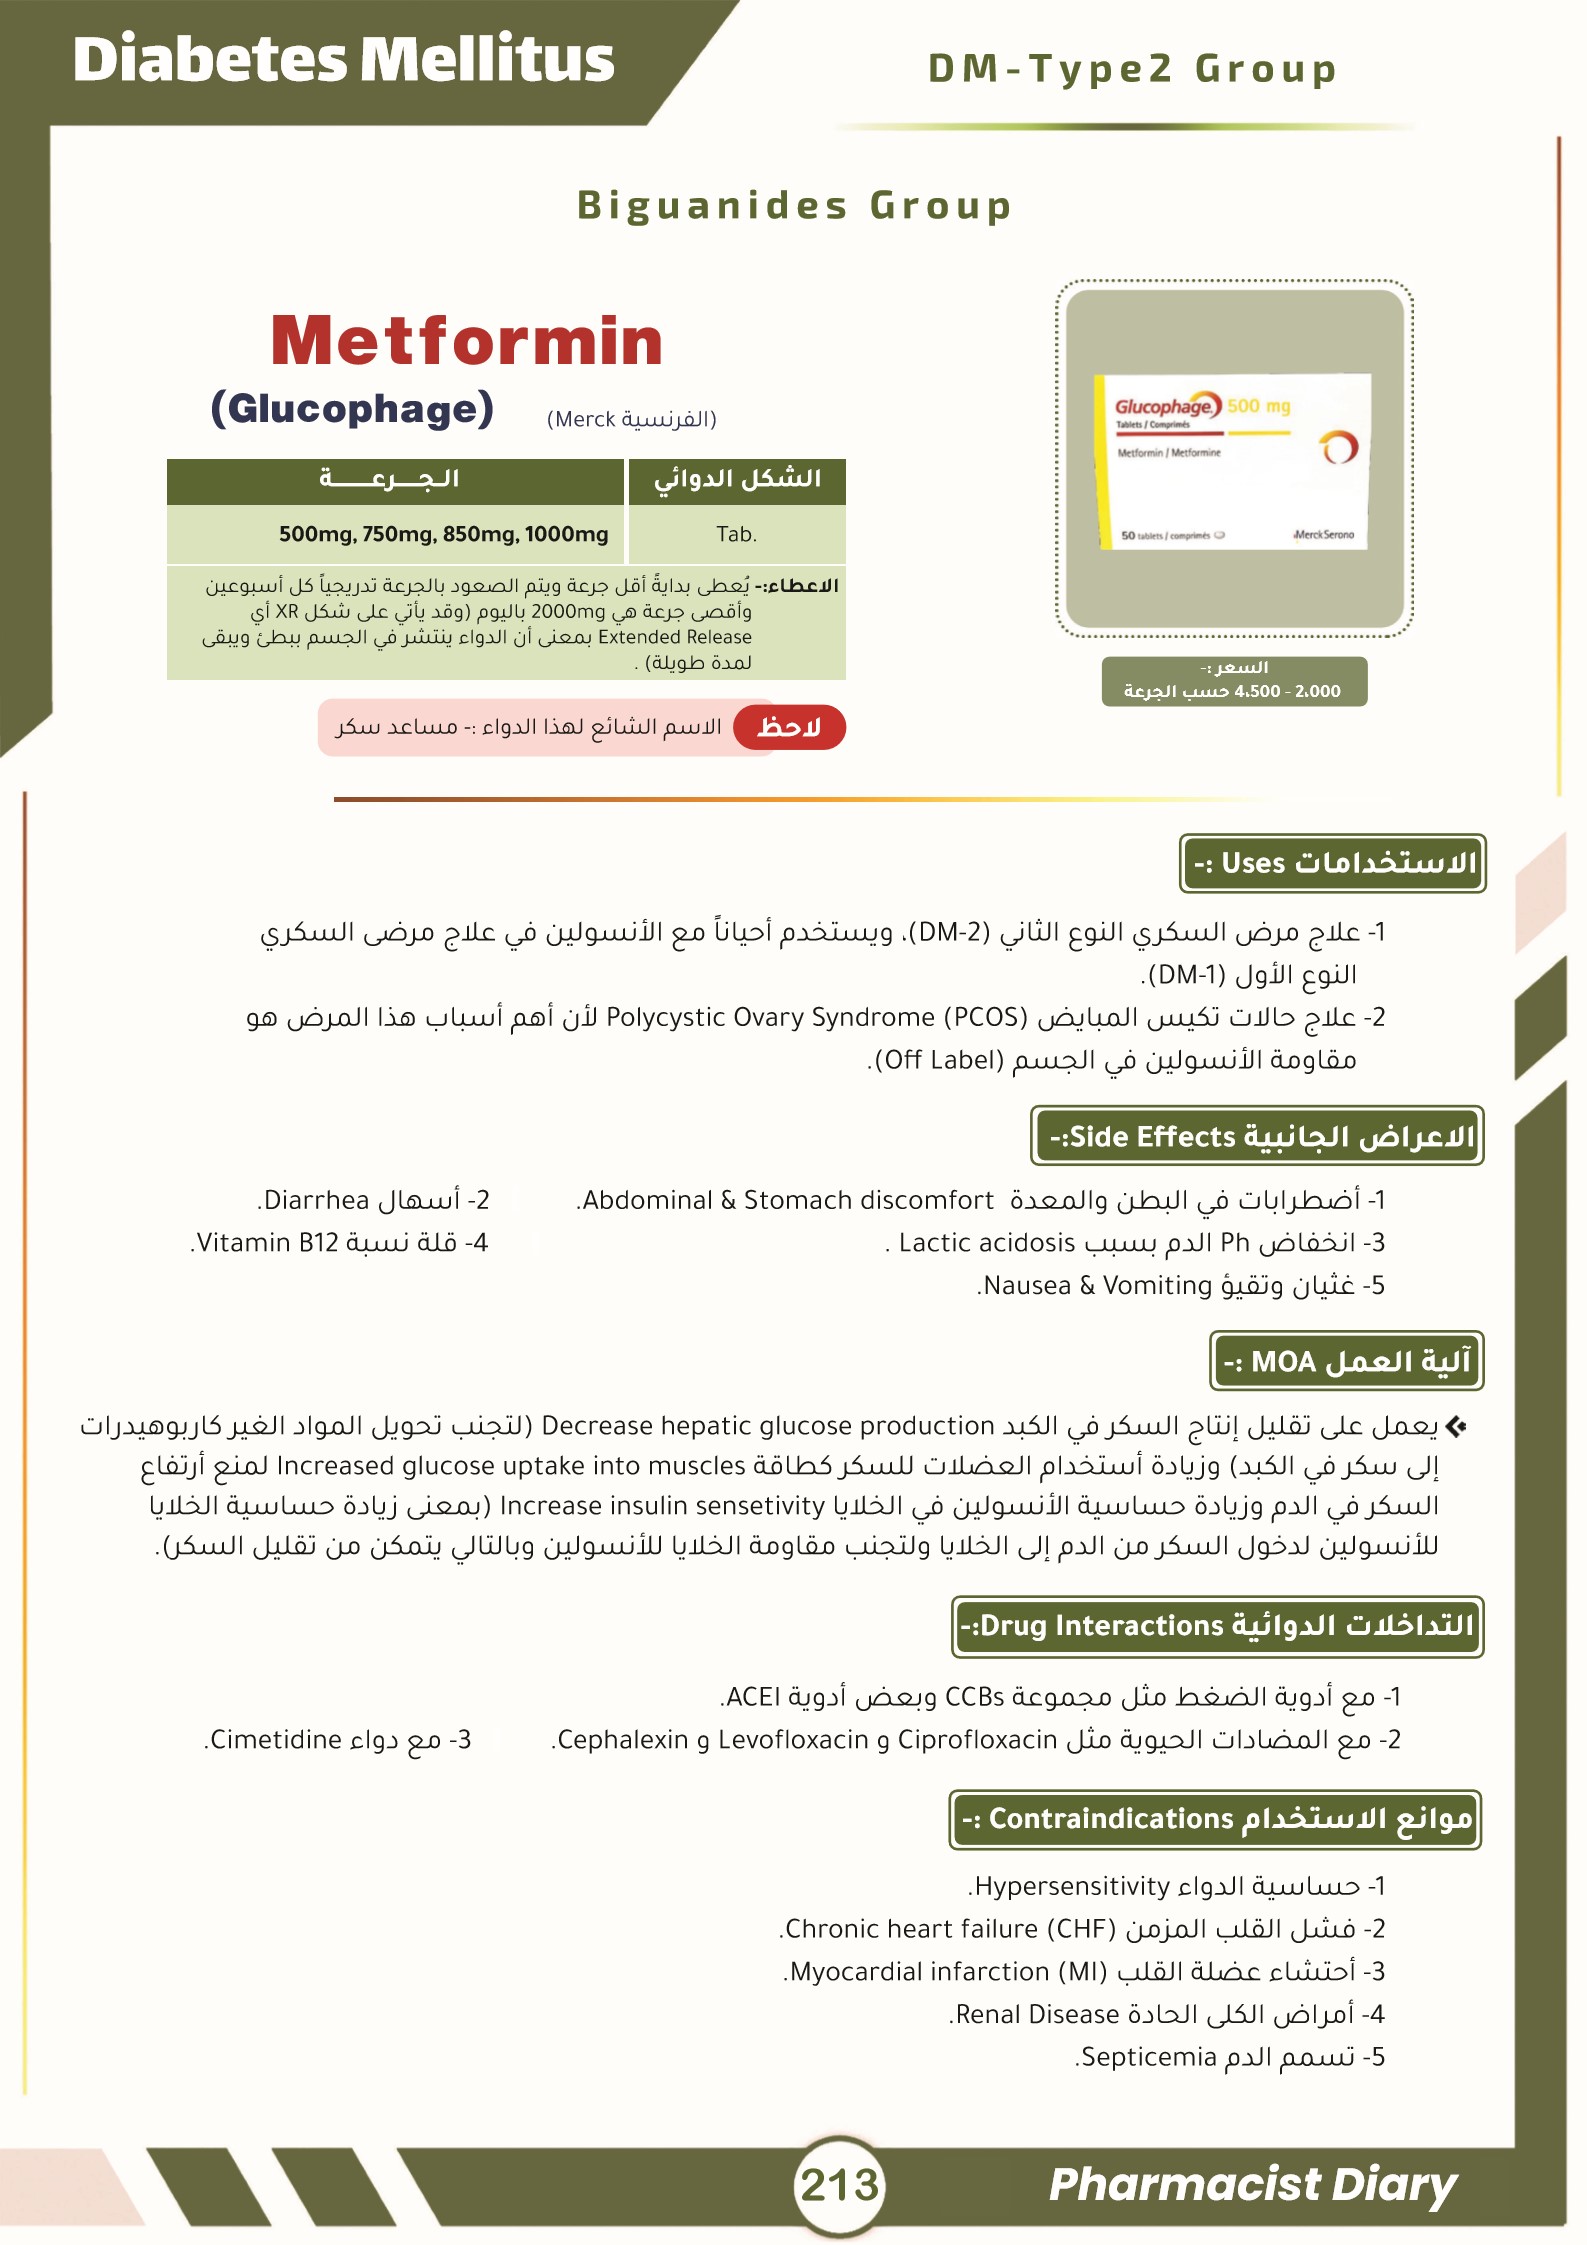 Diabetes Mellitus
DM-Type2 Group
Biguanides Group
Metformin
(Glucophage)
(الفرنسية Merck)
Glucophage 500 mg
Tablets / Comprimés
Metformin / Metformine
50 tablets / comprimés
MerckSerono
السعر :-
2،000 - 4،500 حسب الجرعة
الشكل الدوائي
الـجـــرعـــــــة
Tab.
500mg, 750mg, 850mg, 1000mg
الاعطاء:- يُعطى بدايةً أقل جرعة ويتم الصعود بالجرعة تدريجياً كل أسبوعين
وأقصى جرعة هي 2000mg باليوم (وقد يأتي على شكل XR أي
Extended Release بمعنى أن الدواء ينتشر في الجسم ببطئ ويبقى
لمدة طويلة) .
لاحظ
الاسم الشائع لهذا الدواء :- مساعد سكر
الاستخدامات Uses :-
1- علاج مرض السكري النوع الثاني (DM-2)، ويستخدم أحياناً مع الأنسولين في علاج مرضى السكري
النوع الأول (DM-1).
2- علاج حالات تكيس المبايض Polycystic Ovary Syndrome (PCOS) لأن أهم أسباب هذا المرض هو
مقاومة الأنسولين في الجسم (Off Label).
الاعراض الجانبية Side Effects:-
1- أضطرابات في البطن والمعدة Abdominal & Stomach discomfort.
2- أسهال Diarrhea.
3- انخفاض Ph الدم بسبب Lactic acidosis .
4- قلة نسبة Vitamin B12.
5- غثيان وتقيؤ Nausea & Vomiting.
آلية العمل MOA :-
يعمل على تقليل إنتاج السكر في الكبد Decrease hepatic glucose production (لتجنب تحويل المواد الغير كاربوهيدرات
إلى سكر في الكبد) وزيادة أستخدام العضلات للسكر كطاقة Increased glucose uptake into muscles لمنع أرتفاع
السكر في الدم وزيادة حساسية الأنسولين في الخلايا Increase insulin sensetivity (بمعنى زيادة حساسية الخلايا
للأنسولين لدخول السكر من الدم إلى الخلايا ولتجنب مقاومة الخلايا للأنسولين وبالتالي يتمكن من تقليل السكر).
التداخلات الدوائية Drug Interactions:-
1- مع أدوية الضغط مثل مجموعة CCBs وبعض أدوية ACEI.
2- مع المضادات الحيوية مثل Ciprofloxacin و Levofloxacin و Cephalexin.
3- مع دواء Cimetidine.
موانع الاستخدام Contraindications :-
1- حساسية الدواء Hypersensitivity.
2- فشل القلب المزمن Chronic heart failure (CHF).
3- أحتشاء عضلة القلب Myocardial infarction (MI).
4- أمراض الكلى الحادة Renal Disease.
5- تسمم الدم Septicemia.
213
Pharmacist Diary